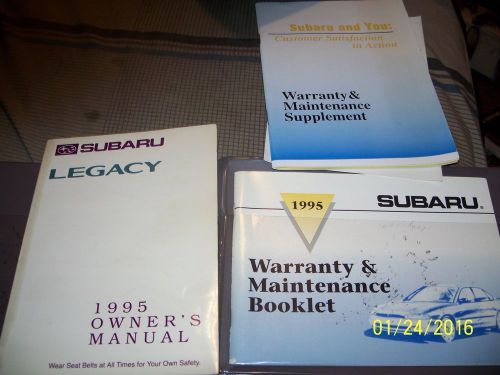 Subaru and You:
Customer Satisfaction
in Action
Warranty &
Maintenance
Supplement
SUBARU
LEGACY
1995
OWNER'S
MANUAL
Wear Seat Belts at All Times for Your Own Safety.
1995
SUBARU®
Warranty &
Maintenance
Booklet
01/24/2016